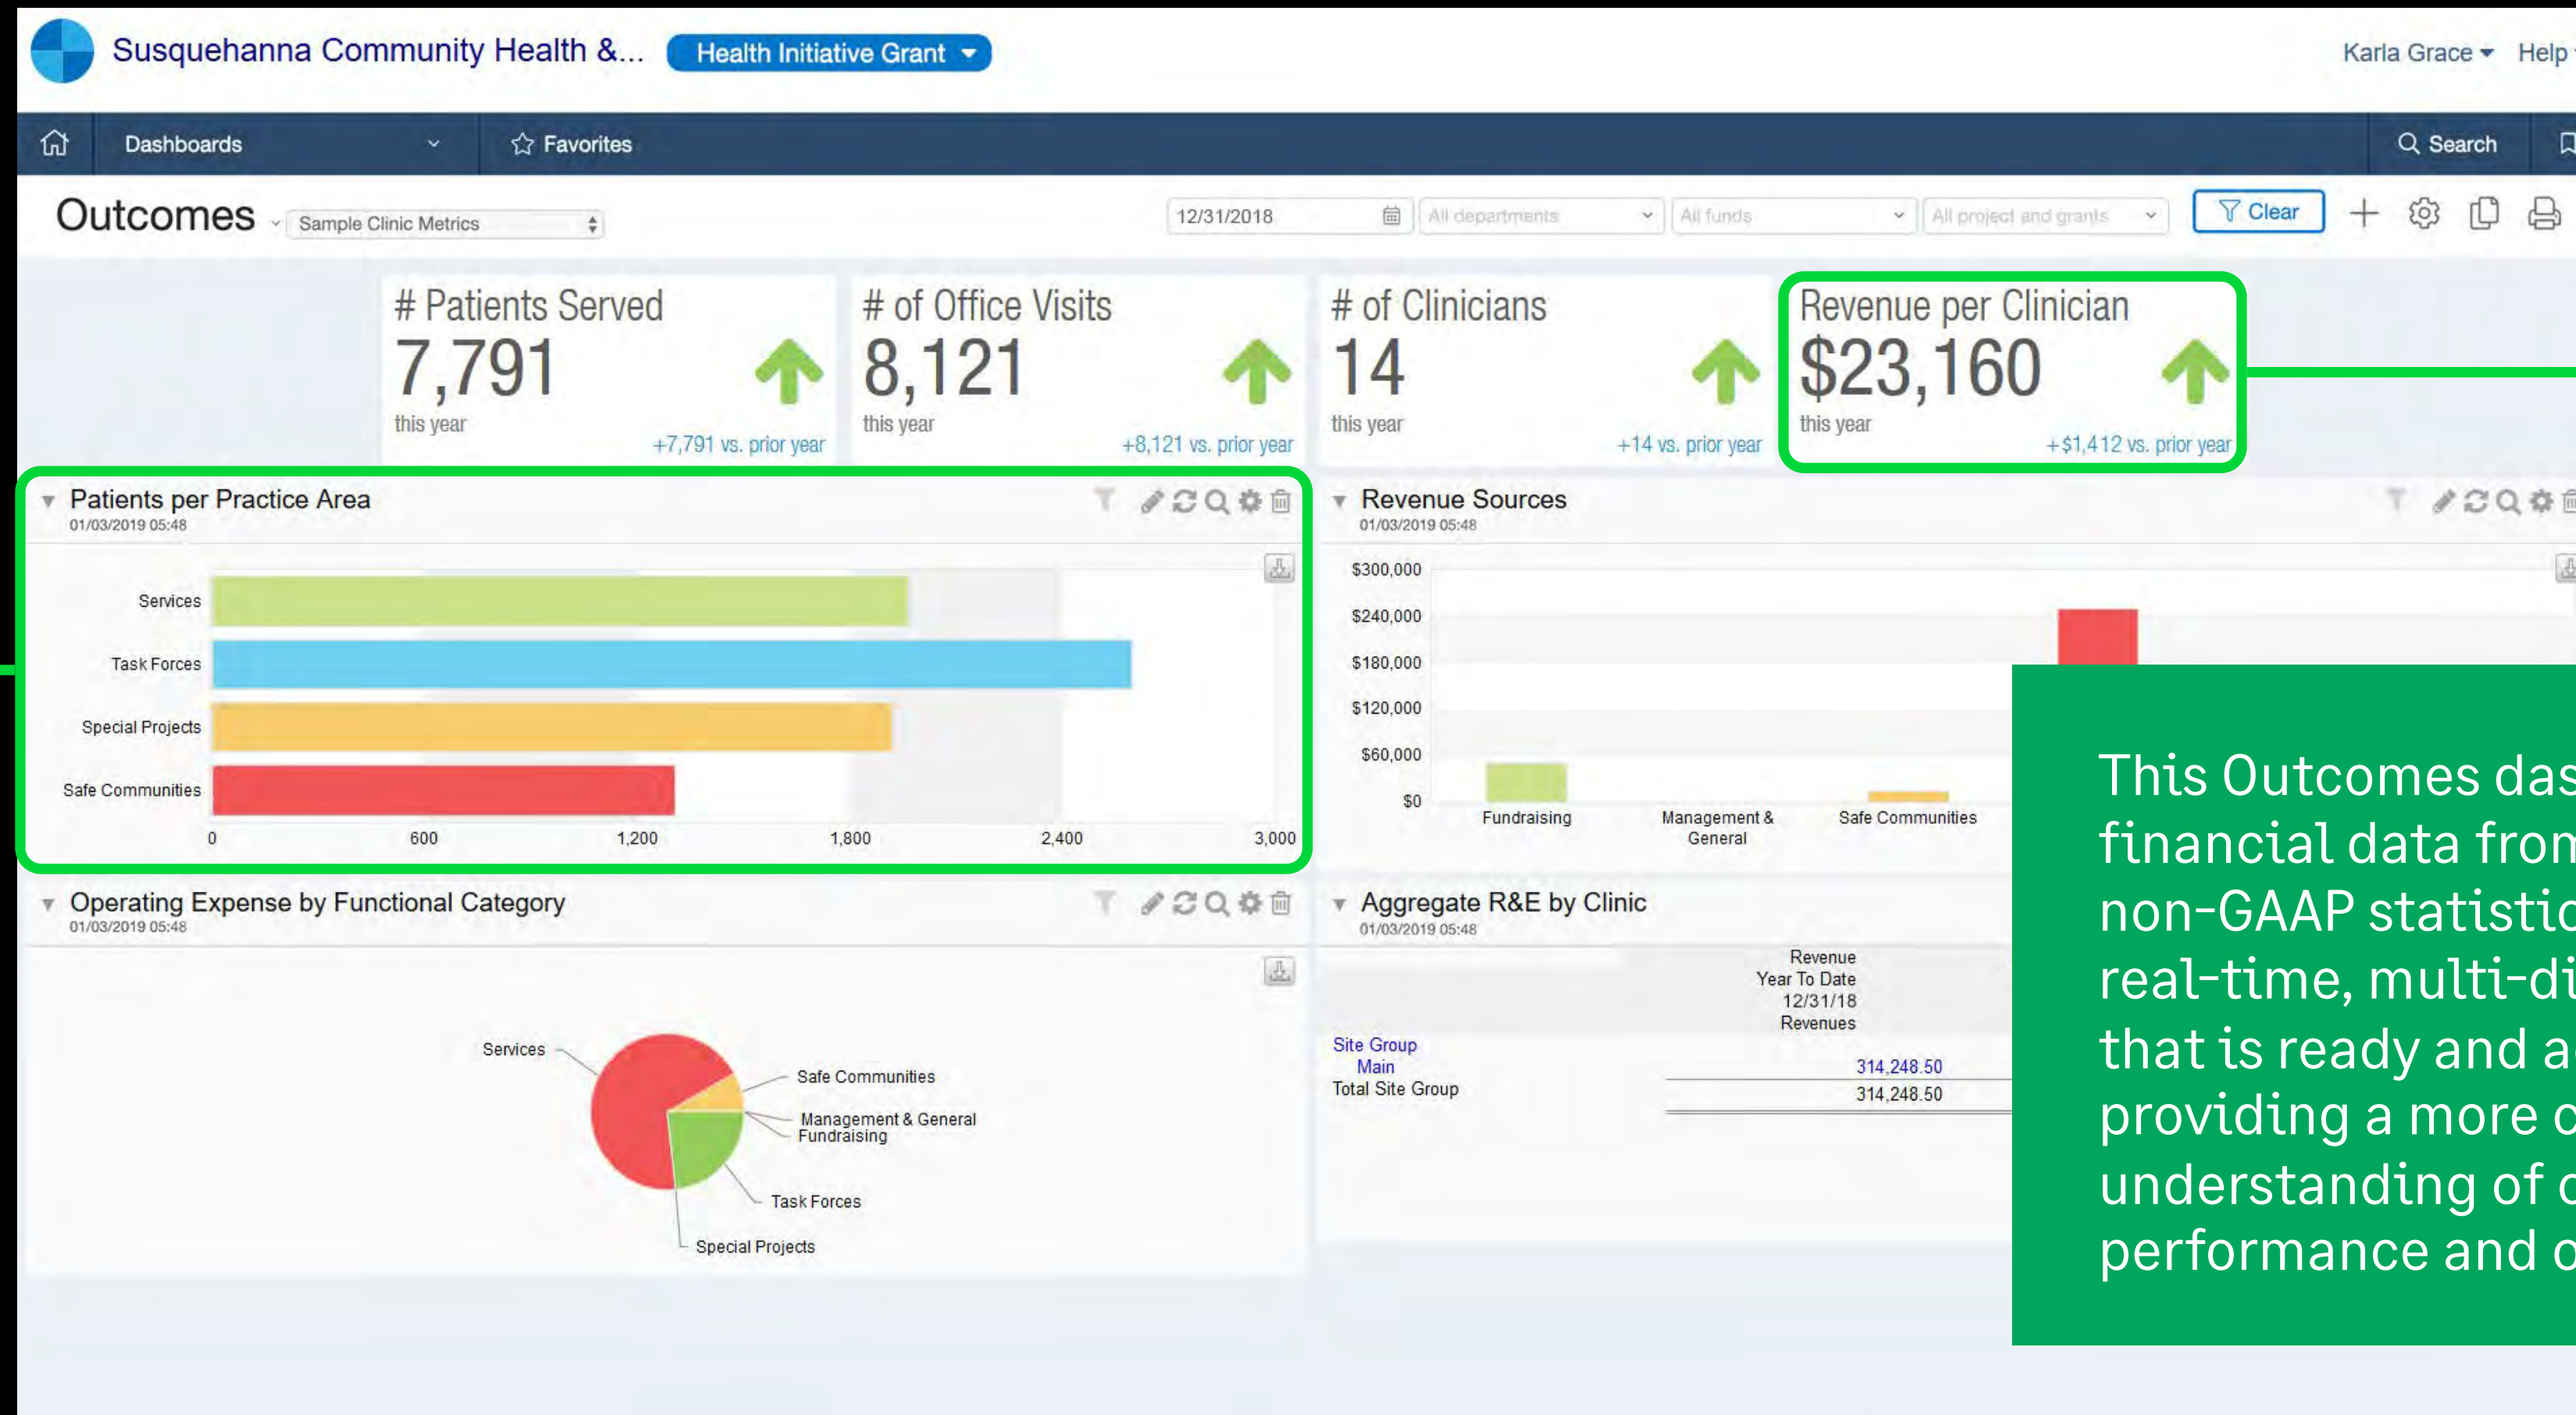 Susquehanna Community Health &...
Health Initiative Grant
Karla Grace
Help
Dashboards
Favorites
Search
Outcomes
Sample Clinic Metrics
12/31/2018
All departments
All funds
All project and grants
Clear
# Patients Served
7,791
this year
+7,791 vs. prior year
# of Office Visits
8,121
this year
+8,121 vs. prior year
# of Clinicians
14
this year
+14 vs. prior year
Revenue per Clinician
$23,160
this year
+$1,412 vs. prior year
Patients per Practice Area
01/03/2019 05:48
Services
Task Forces
Special Projects
Safe Communities
0 600 1,200 1,800 2,400 3,000
Revenue Sources
01/03/2019 05:48
$300,000
$240,000
$180,000
$120,000
$60,000
$0
Fundraising
Management &
General
Safe Communities
Operating Expense by Functional Category
01/03/2019 05:48
Services
Safe Communities
Management & General
Fundraising
Task Forces
Special Projects
Aggregate R&E by Clinic
01/03/2019 05:48
Revenue
Year To Date
12/31/18
Revenues
Site Group
Main 314,248.50
Total Site Group 314,248.50
This Outcomes
financial data
non-GAAP
real-time,
that is ready and
providing a more
understanding of
performance and